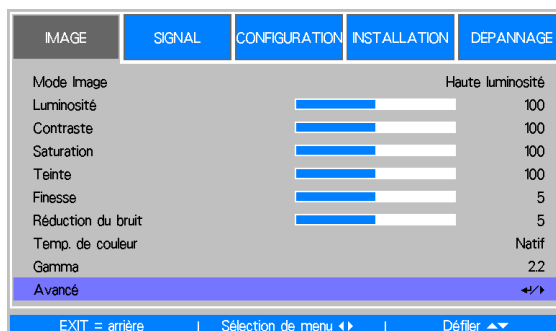 IMAGE SIGNAL CONFIGURATION INSTALLATION DÉPANNAGE
Mode Image Haute luminosité
Luminosité 100
Contraste 100
Saturation 100
Teinte 100
Finesse 5
Réduction du bruit 5
Temp. de couleur Natif
Gamma 2.2
Avancé ↵/▶
EXIT = arrière | Sélection de menu ◀▶ | Défiler ▲▼